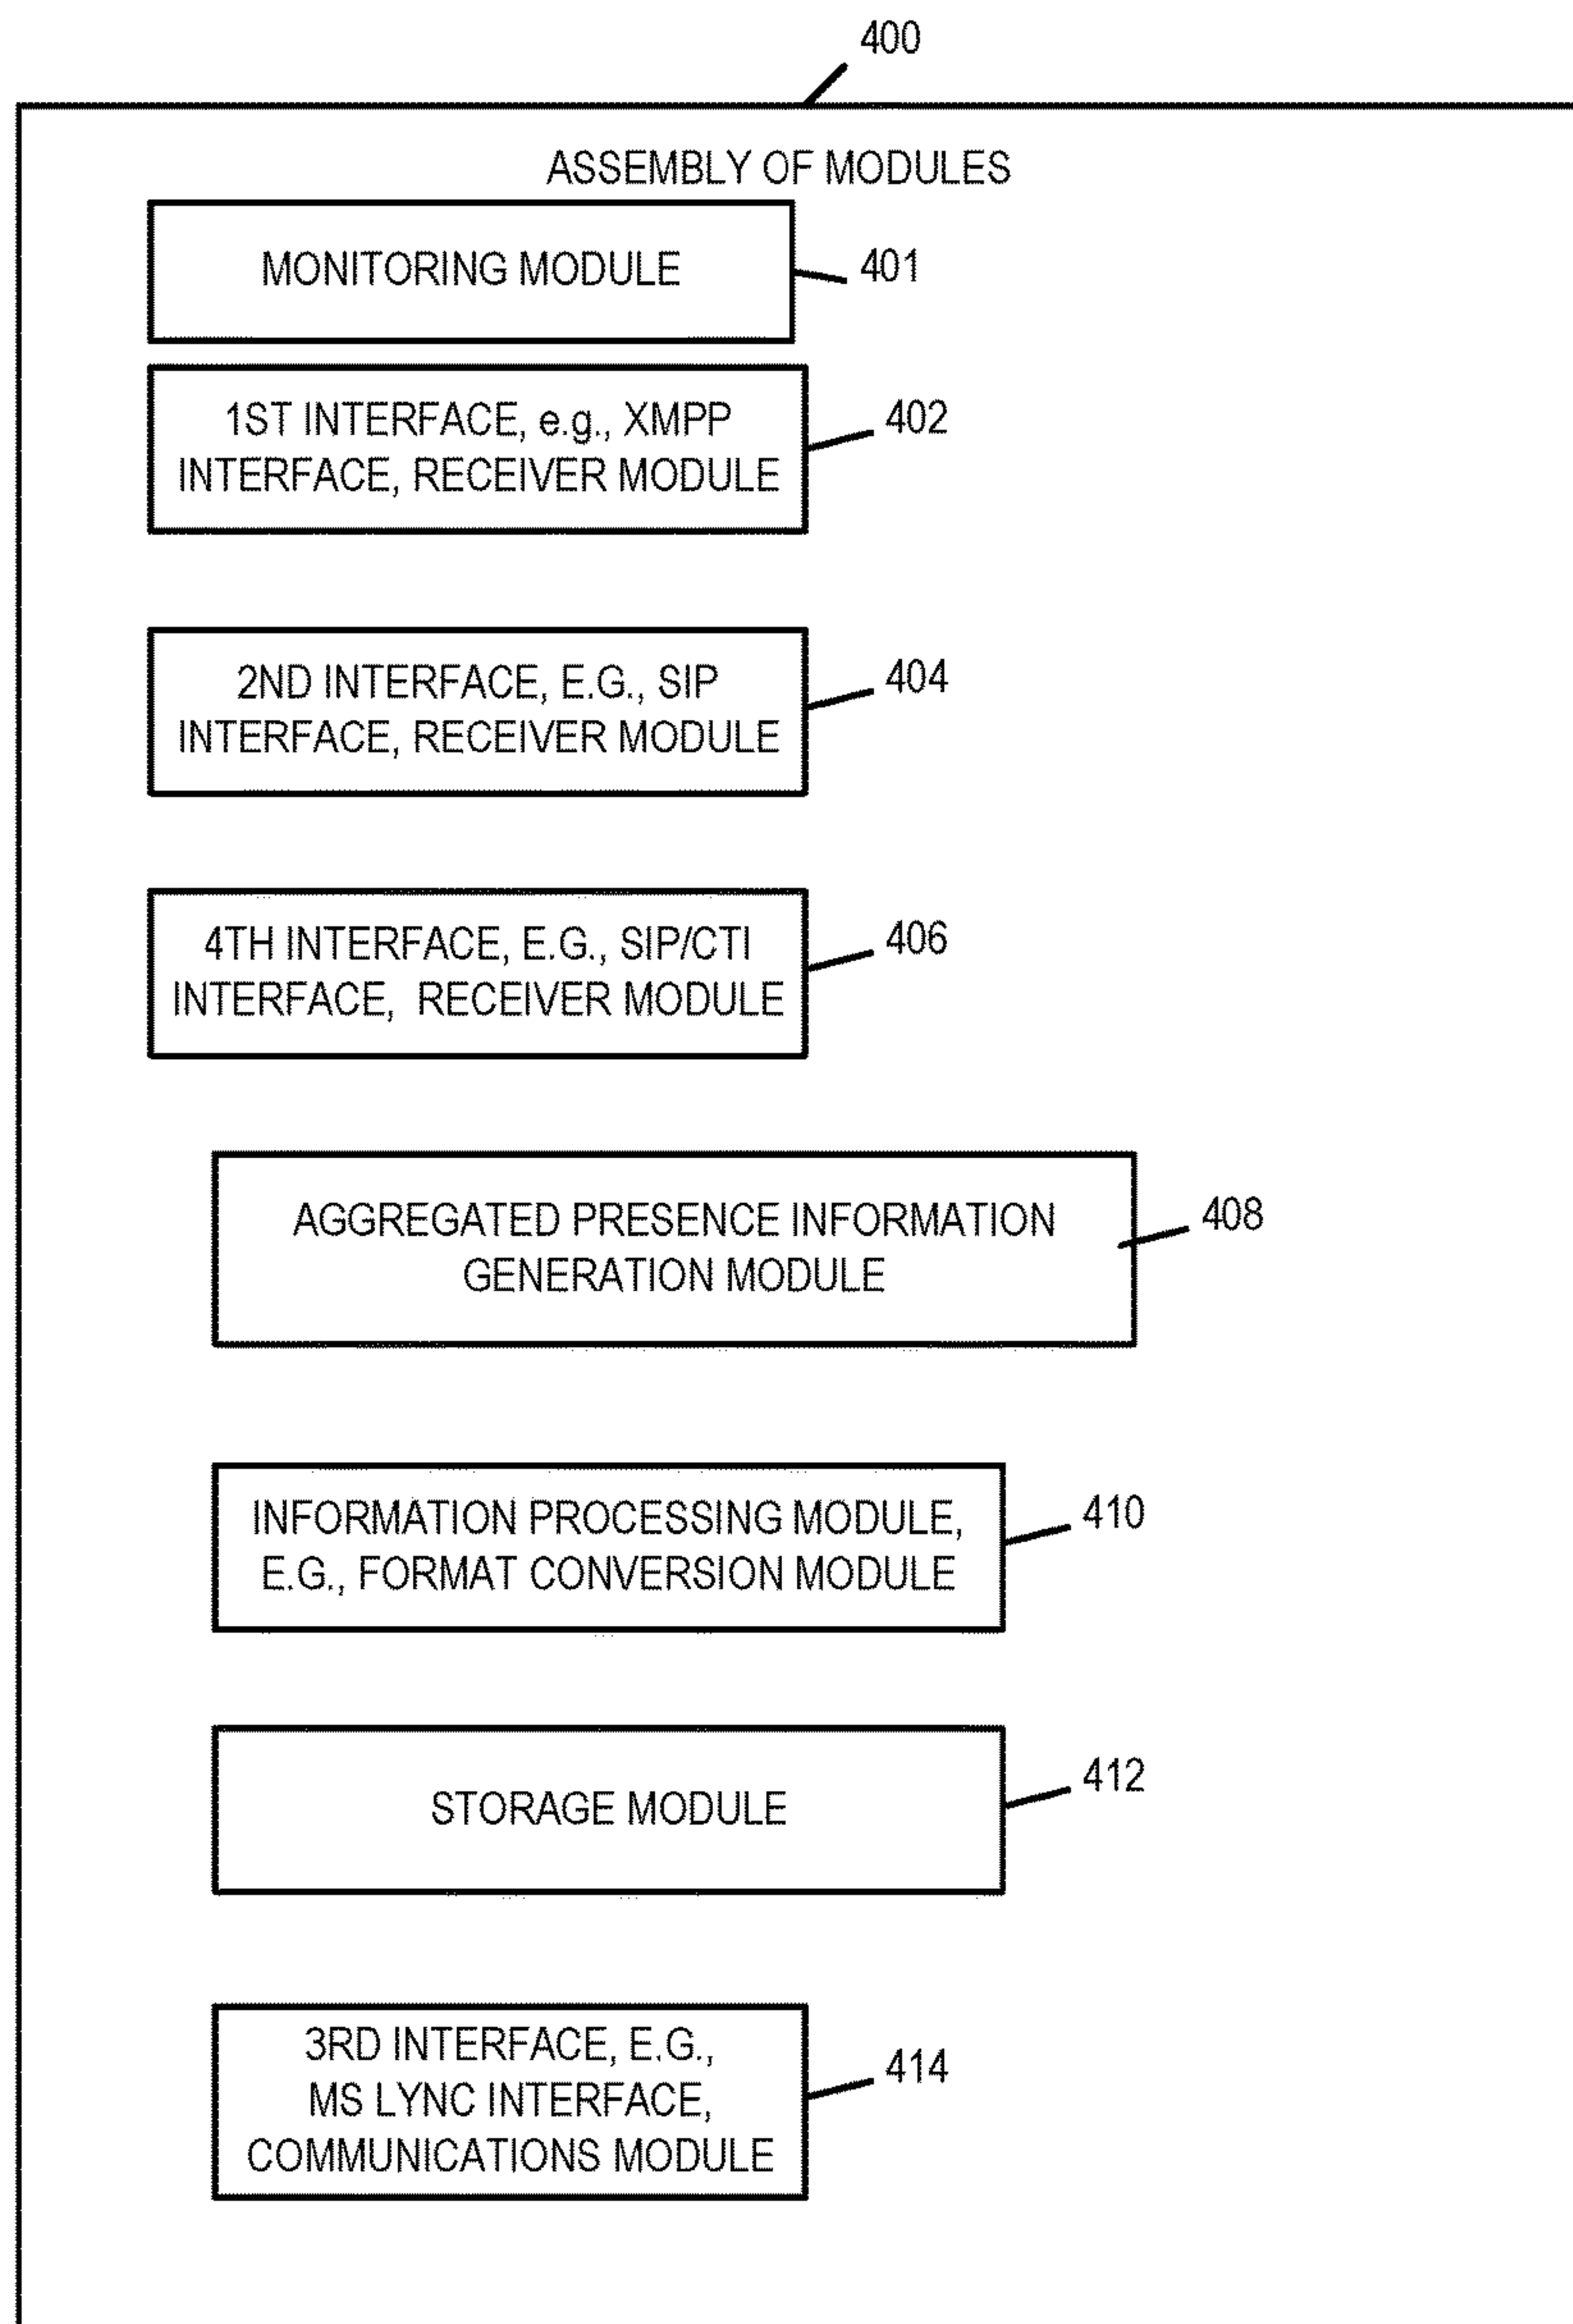 400
ASSEMBLY OF MODULES
MONITORING MODULE
401
1ST INTERFACE, e.g., XMPP
INTERFACE, RECEIVER MODULE
402
2ND INTERFACE, E.G., SIP
INTERFACE, RECEIVER MODULE
404
4TH INTERFACE, E.G., SIP/CTI
INTERFACE, RECEIVER MODULE
406
AGGREGATED PRESENCE INFORMATION
GENERATION MODULE
408
INFORMATION PROCESSING MODULE,
E.G., FORMAT CONVERSION MODULE
410
STORAGE MODULE
412
3RD INTERFACE, E.G.,
MS LYNC INTERFACE,
COMMUNICATIONS MODULE
414